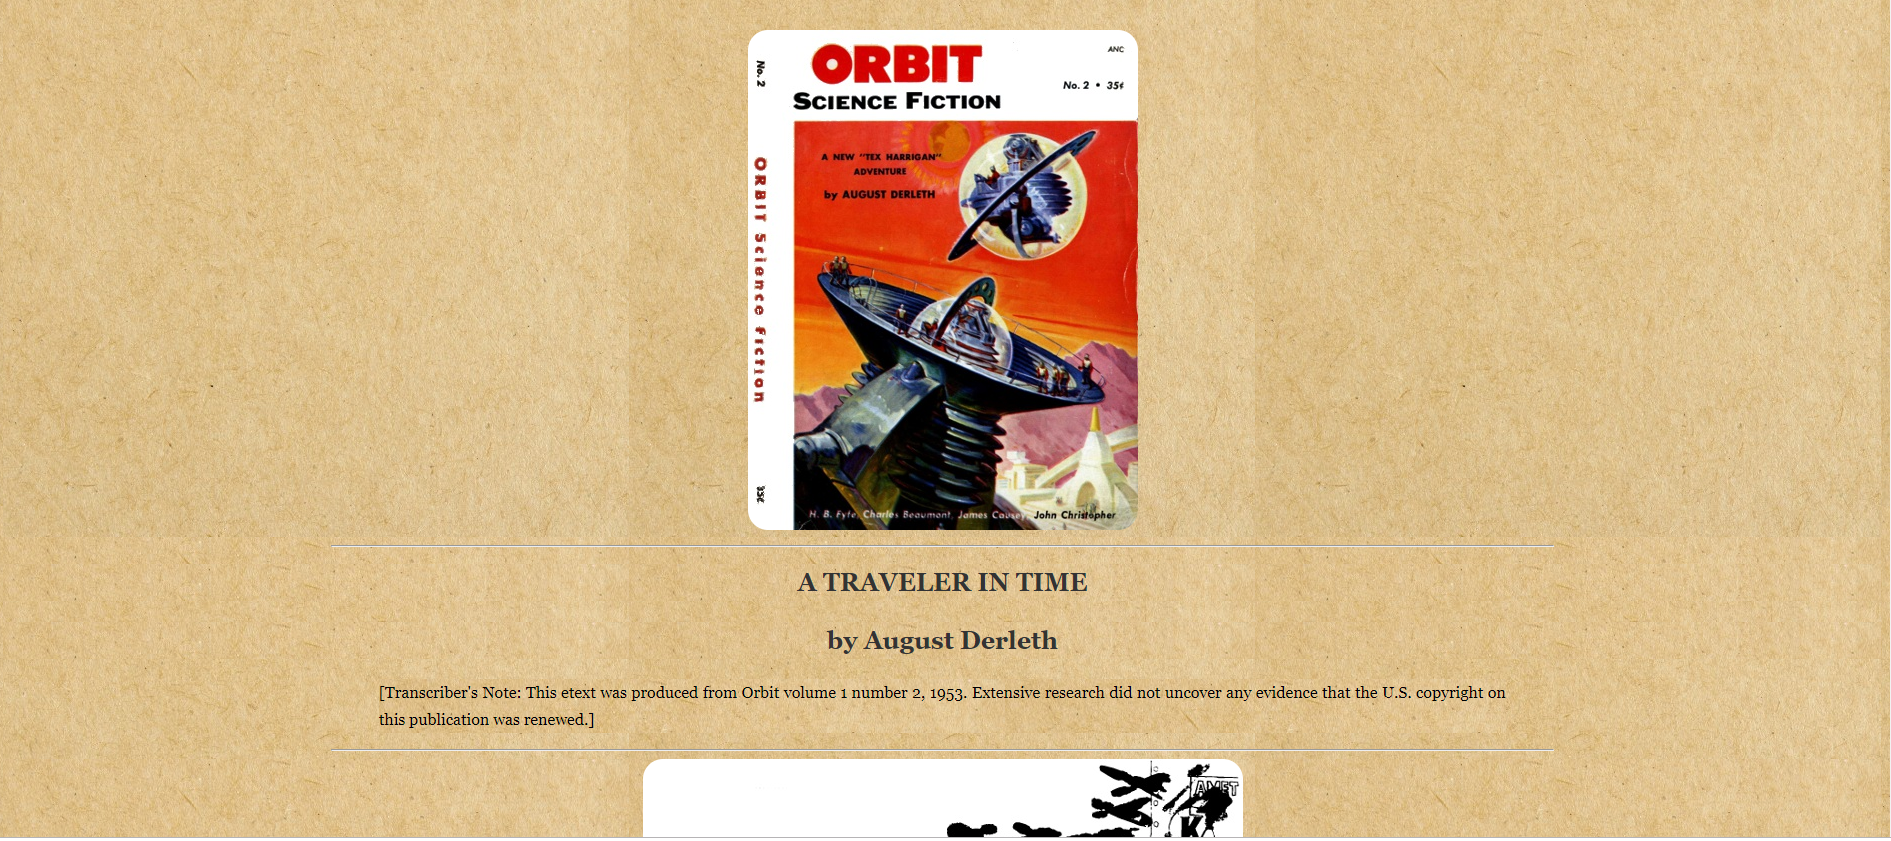 ORBIT
ANC
No. 2 • 35¢
SCIENCE FICTION
No. 2
ORBIT Science Fiction
35¢
A NEW "TEX HARRIGAN"
ADVENTURE
by AUGUST DERLETH
H. B. Fyfe, Charles Beaumont, James Causey, John Christopher
A TRAVELER IN TIME
by August Derleth
[Transcriber's Note: This etext was produced from Orbit volume 1 number 2, 1953. Extensive research did not uncover any evidence that the U.S. copyright on
this publication was renewed.]